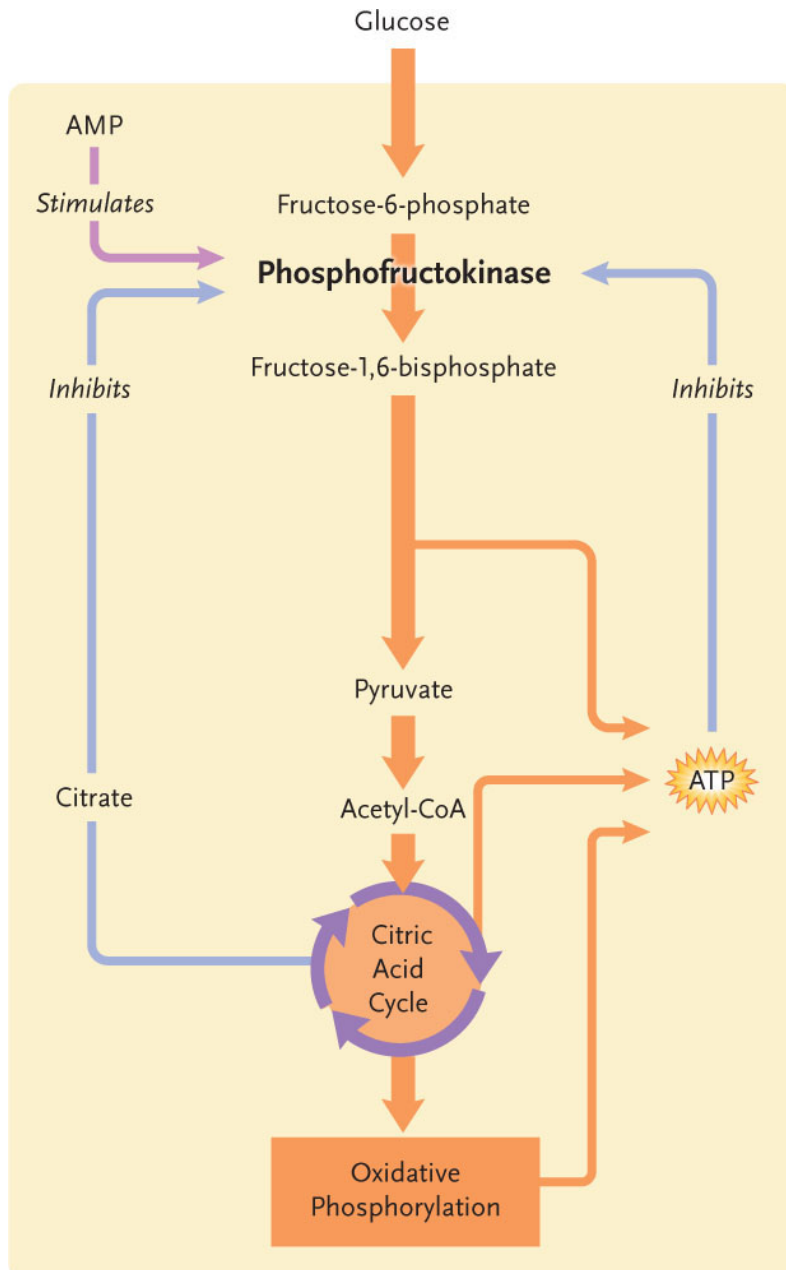 Glucose
AMP
Stimulates
Fructose-6-phosphate
Phosphofructokinase
Fructose-1,6-bisphosphate
Inhibits
Inhibits
Pyruvate
ATP
Citrate
Acetyl-CoA
Citric
Acid
Cycle
Oxidative
Phosphorylation